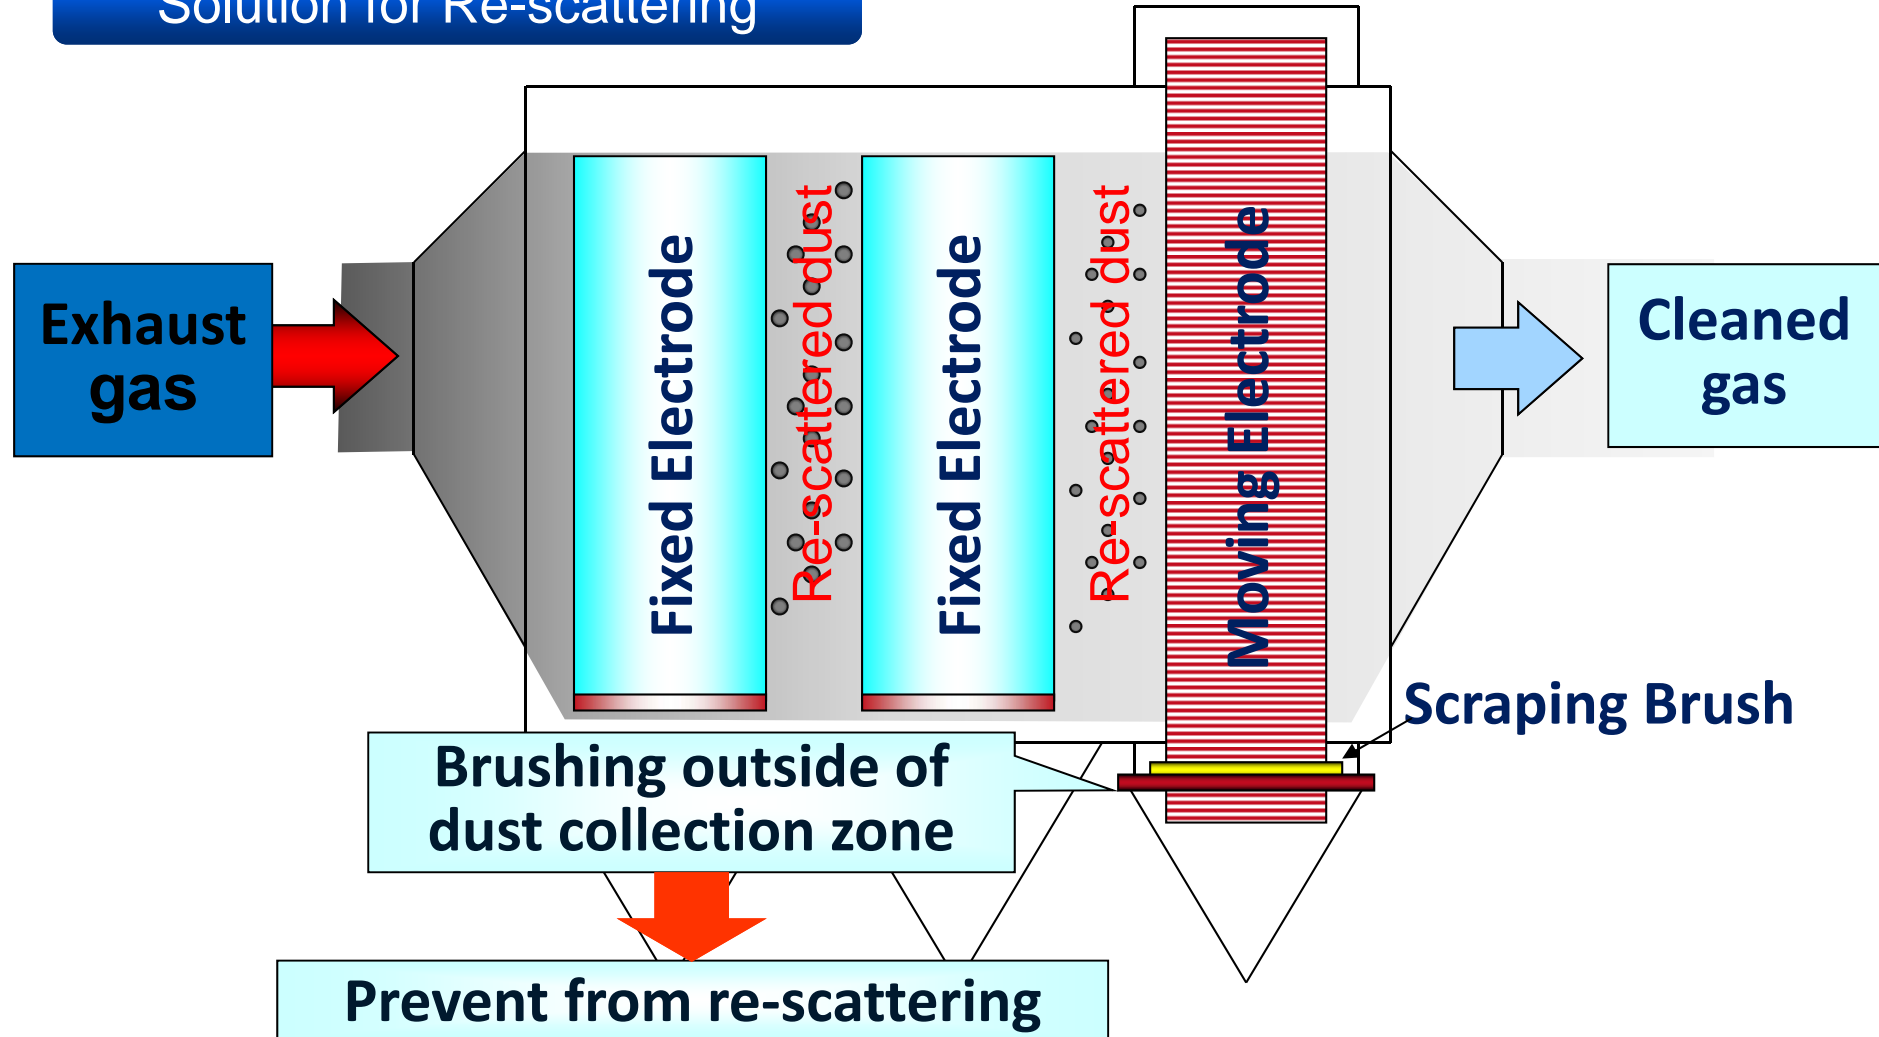 Solution for Re-scattering
Exhaust
gas
Fixed Electrode
Re-scattered dust
Fixed Electrode
Re-scattered dust
Moving Electrode
Cleaned
gas
Scraping Brush
Brushing outside of
dust collection zone
Prevent from re-scattering